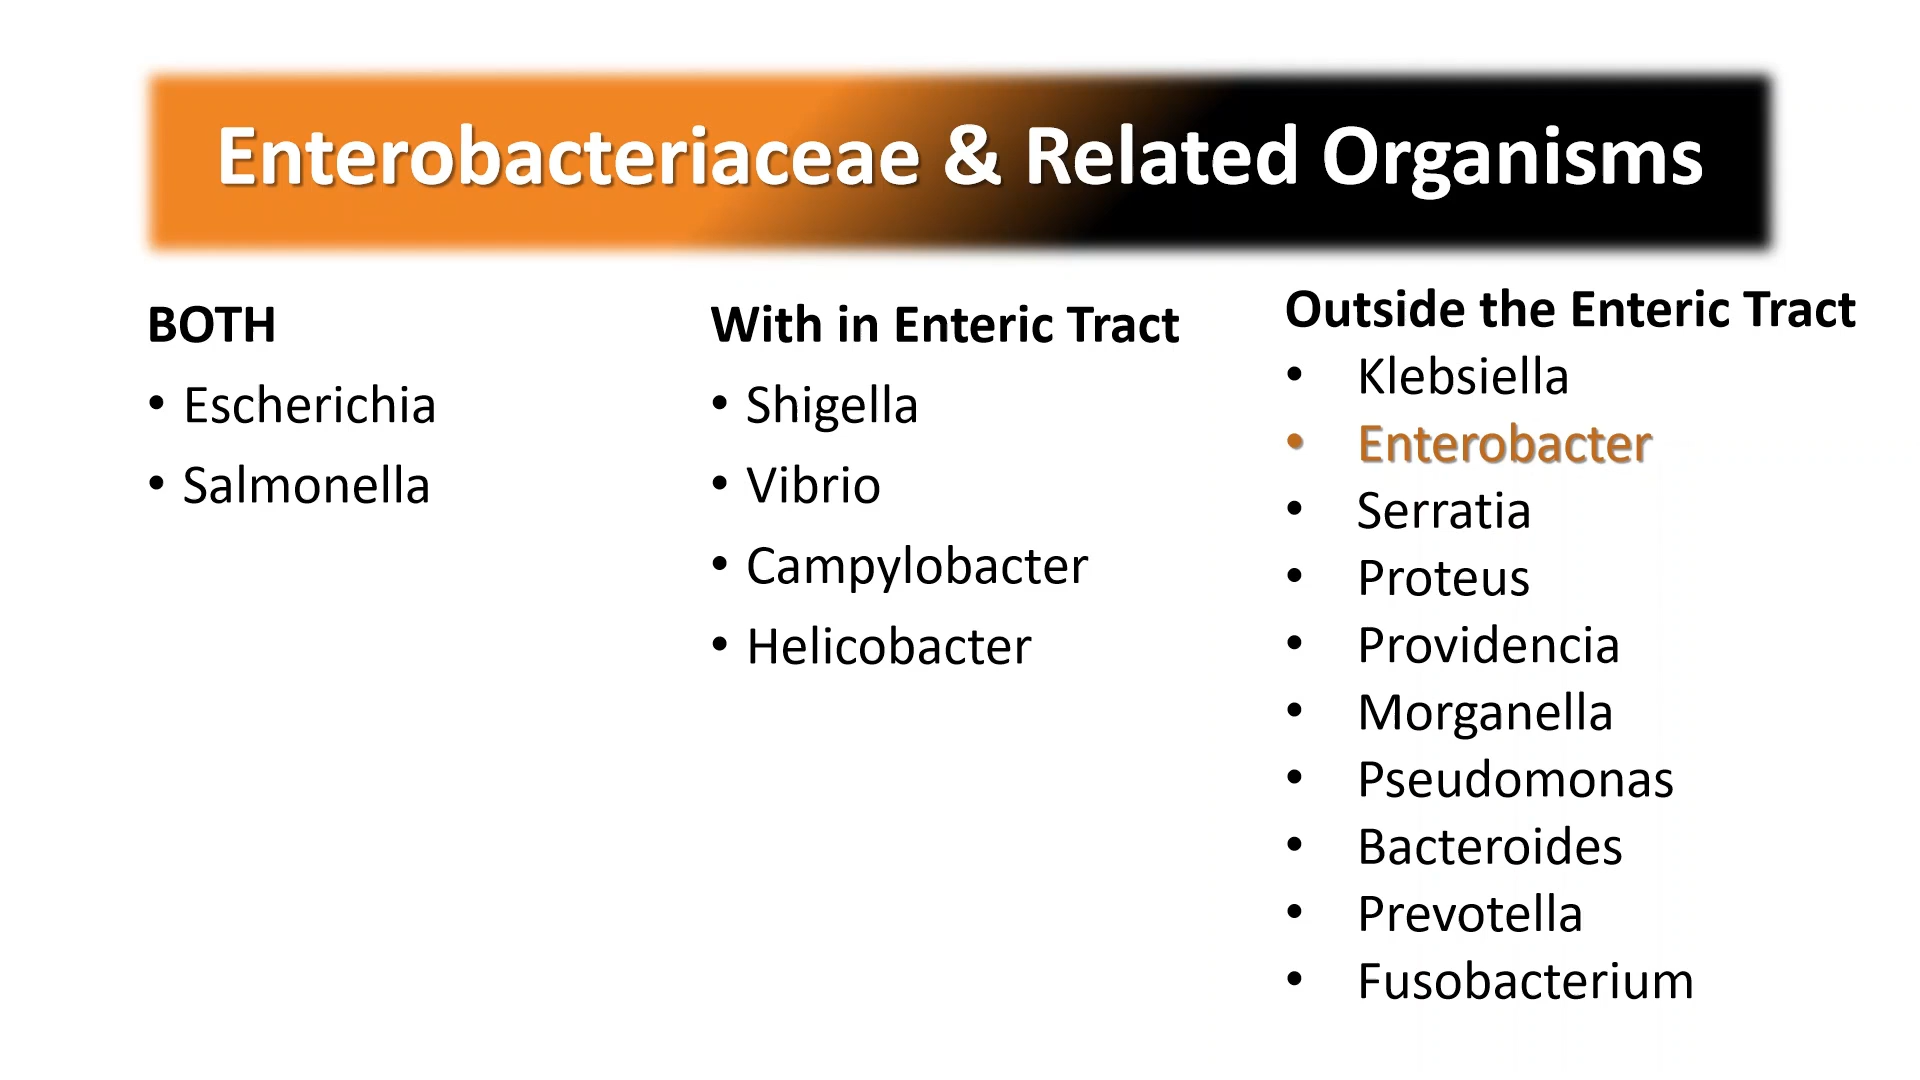 Enterobacteriaceae & Related Organisms
BOTH
• Escherichia
• Salmonella
With in Enteric Tract
• Shigella
• Vibrio
• Campylobacter
• Helicobacter
Outside the Enteric Tract
• Klebsiella
• Enterobacter
• Serratia
• Proteus
• Providencia
• Morganella
• Pseudomonas
• Bacteroides
• Prevotella
• Fusobacterium